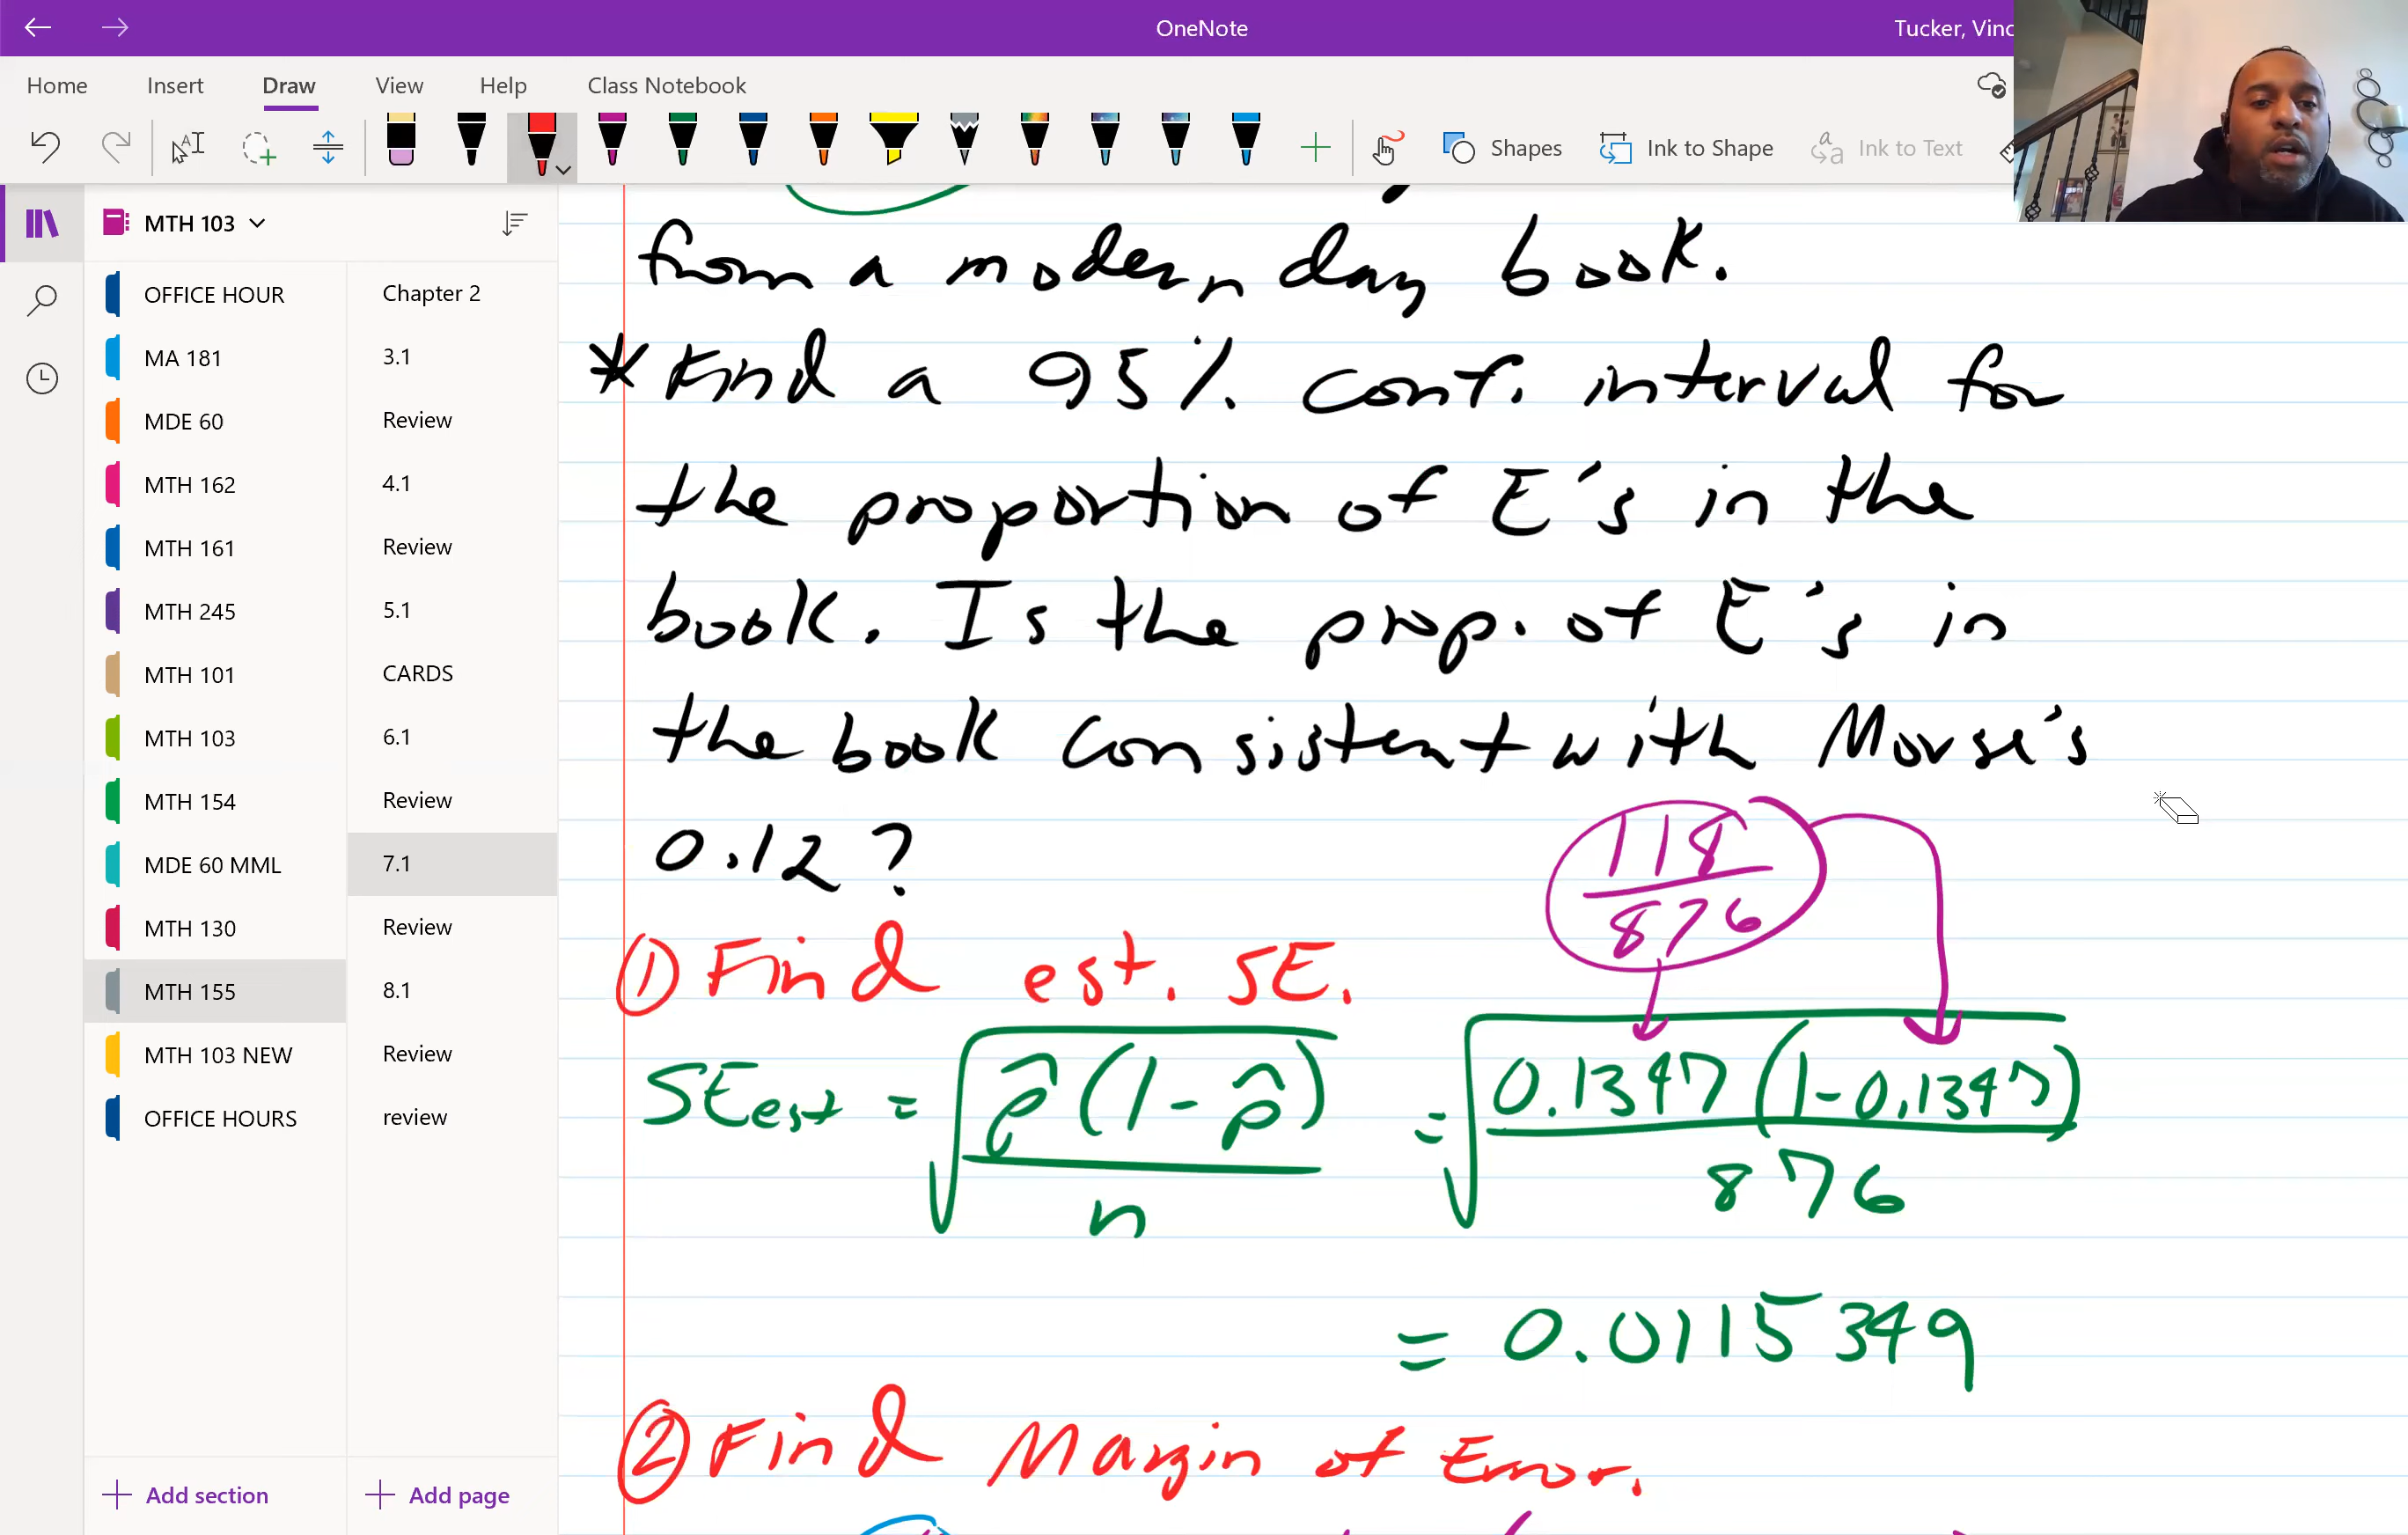 OneNote
Tucker, Vinc
Home Insert Draw View Help Class Notebook
Shapes Ink to Shape Ink to Text
MTH 103
OFFICE HOUR
MA 181
MDE 60
MTH 162
MTH 161
MTH 245
MTH 101
MTH 103
MTH 154
MDE 60 MML
MTH 130
MTH 155
MTH 103 NEW
OFFICE HOURS
Add section
Chapter 2
3.1
Review
4.1
Review
5.1
CARDS
6.1
Review
7.1
Review
8.1
Review
review
Add page
from a modern day book.
* Find a 95% conf. interval for
the proportion of E's in the
book. Is the prop. of E's in
the book consistent with Morse's
0.12?
118/876
① Find est. SE.
SEest = √(p̂(1-p̂)/n) = √(0.1347(1-0.1347)/876)
= 0.0115349
② Find Margin of Error.